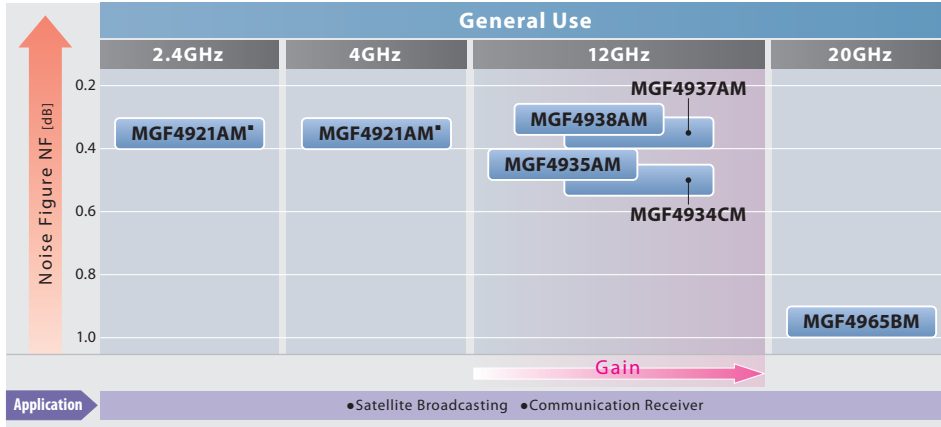 General Use
2.4GHz 4GHz 12GHz 20GHz
Noise Figure NF [dB]
0.2
0.4
0.6
0.8
1.0
MGF4921AM▪
MGF4921AM▪
MGF4937AM
MGF4938AM
MGF4935AM
MGF4934CM
MGF4965BM
Gain
Application
•Satellite Broadcasting •Communication Receiver